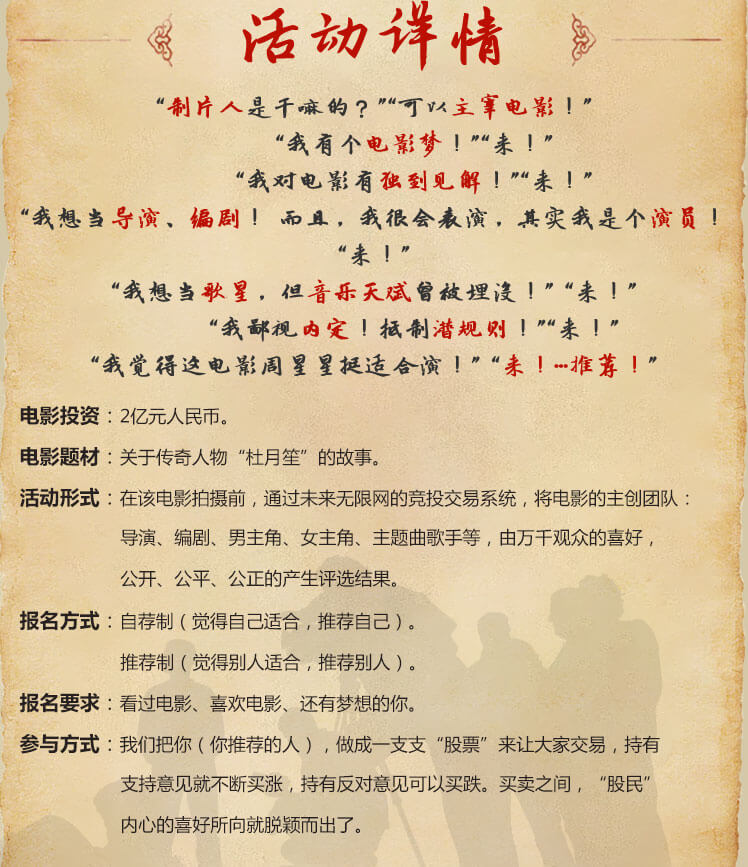 活动详情
“制片人是干嘛的？”“可以主宰电影！”
“我有个电影梦！”“来！”
“我对电影有独到见解！”“来！”
“我想当导演、编剧！ 而且，我很会表演，其实我是个演员！
“来！”
“我想当歌星，但音乐天赋曾被埋没！” “来！”
“我鄙视内定！抵制潜规则！”“来！”
“我觉得这电影周星星挺适合演！” “来！…推荐！”
电影投资：2亿元人民币。
电影题材：关于传奇人物“杜月笙”的故事。
活动形式：在该电影拍摄前，通过未来无限网的竞投交易系统，将电影的主创团队：
导演、编剧、男主角、女主角、主题曲歌手等，由万千观众的喜好，
公开、公平、公正的产生评选结果。
报名方式：自荐制（觉得自己适合，推荐自己）。
推荐制（觉得别人适合，推荐别人）。
报名要求：看过电影、喜欢电影、还有梦想的你。
参与方式：我们把你（你推荐的人），做成一支支“股票”来让大家交易，持有
支持意见就不断买涨，持有反对意见可以买跌。买卖之间，“股民”
内心的喜好所向就脱颖而出了。